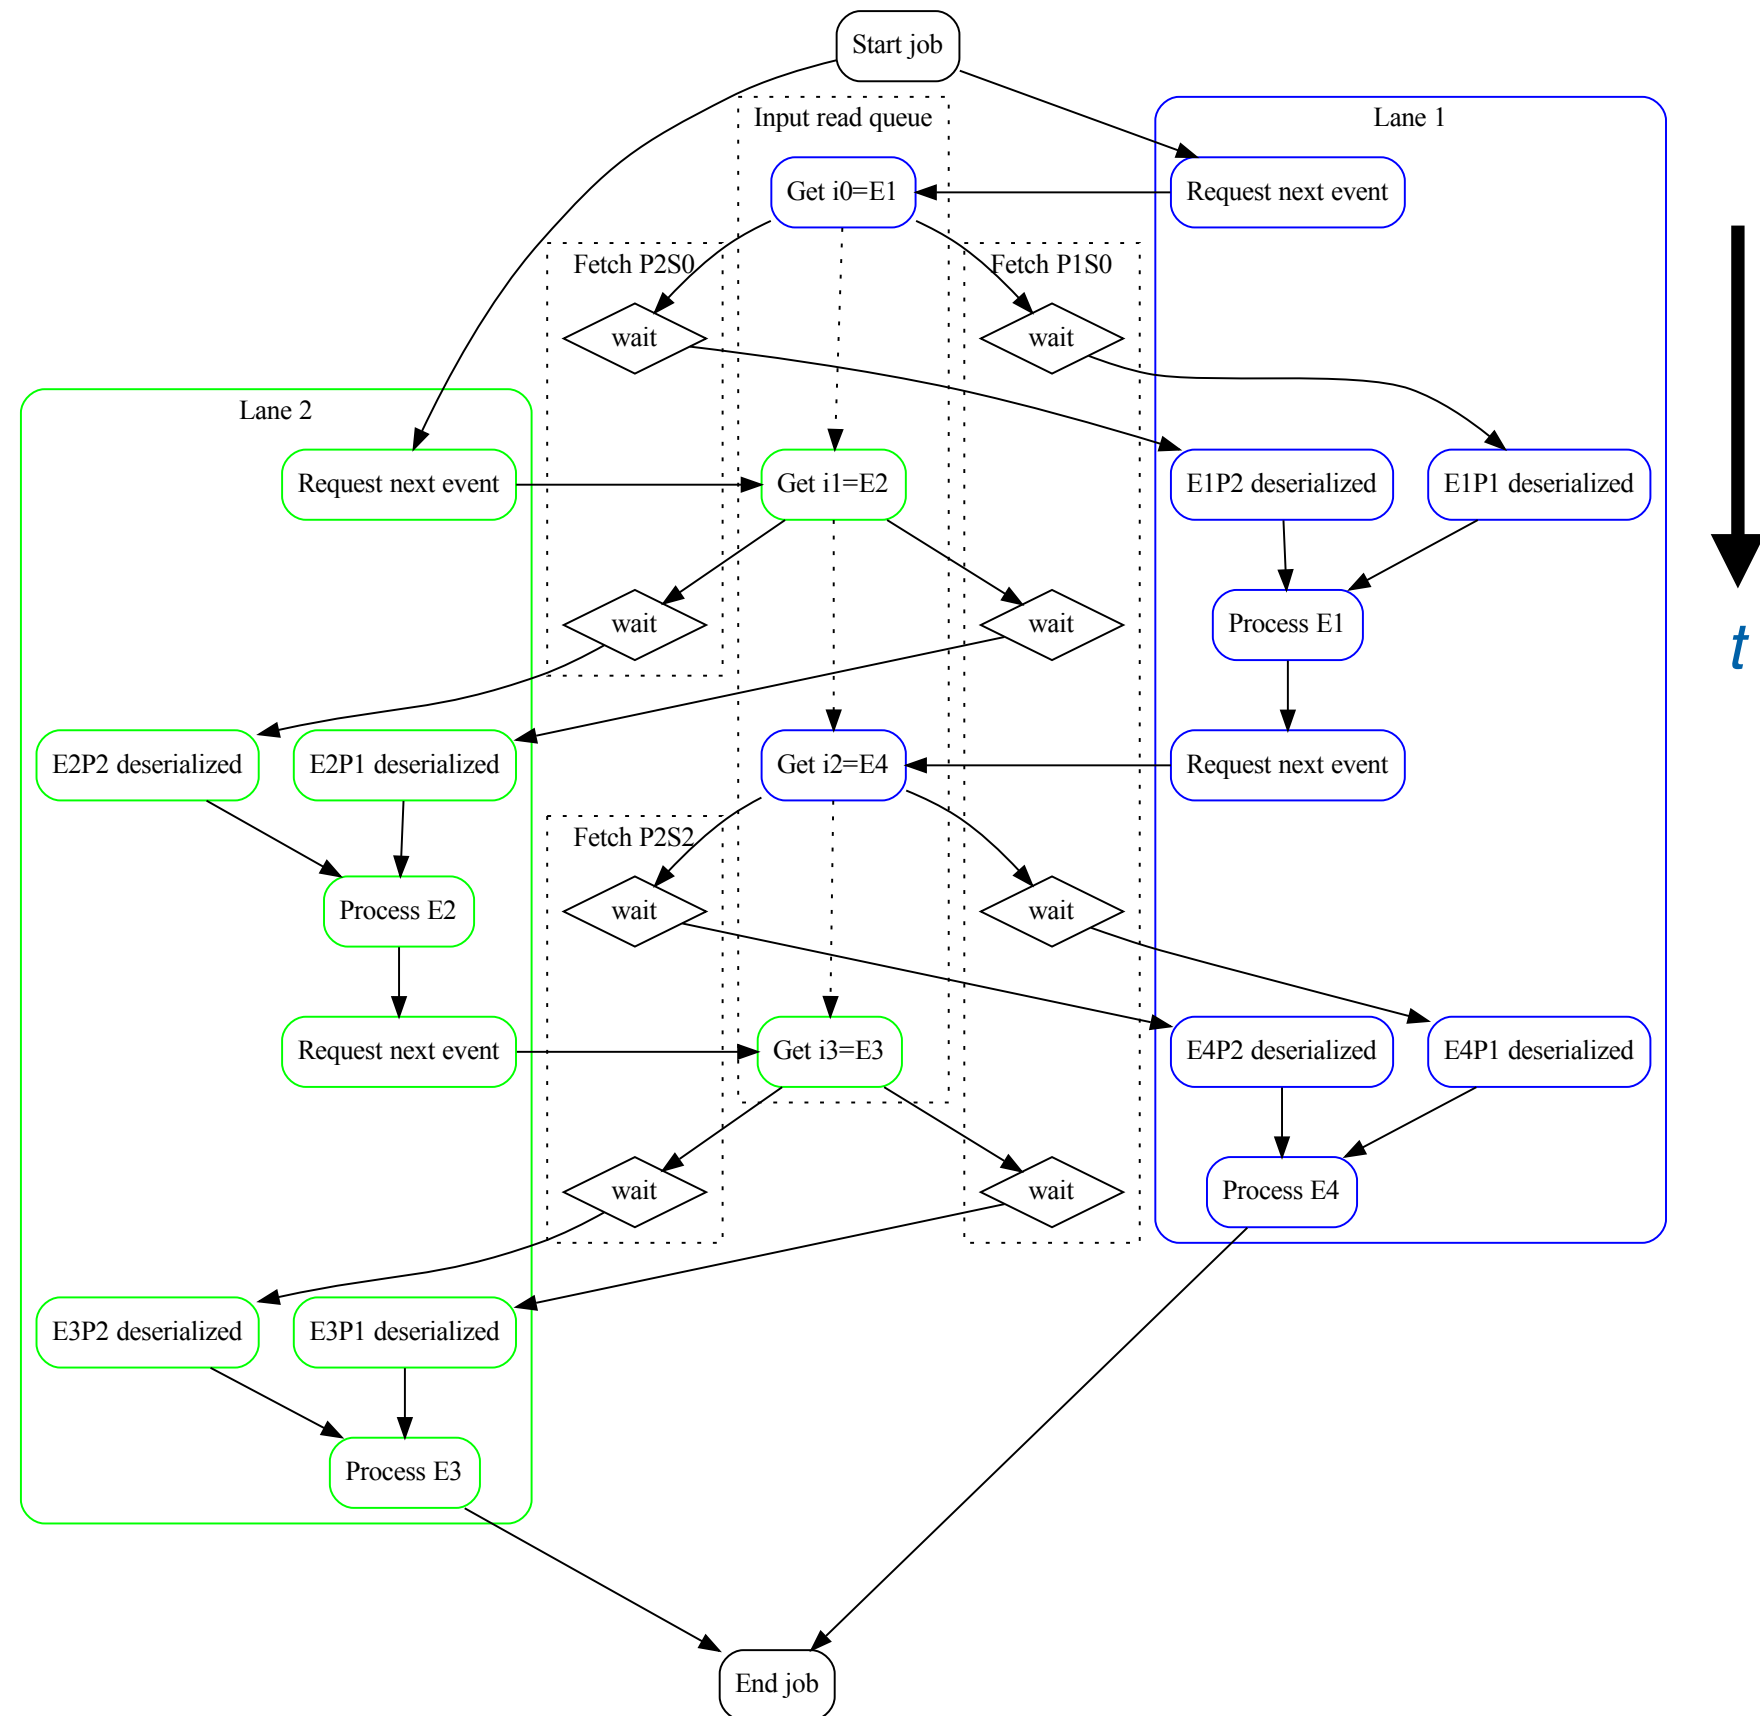 Start job
Input read queue
Lane 1
Get i0=E1
Request next event
Fetch P2S0
Fetch P1S0
wait
wait
Lane 2
Request next event
Get i1=E2
E1P2 deserialized
E1P1 deserialized
wait
wait
Process E1
t
E2P2 deserialized
E2P1 deserialized
Get i2=E4
Request next event
Fetch P2S2
Process E2
wait
wait
Request next event
Get i3=E3
E4P2 deserialized
E4P1 deserialized
wait
wait
Process E4
E3P2 deserialized
E3P1 deserialized
Process E3
End job